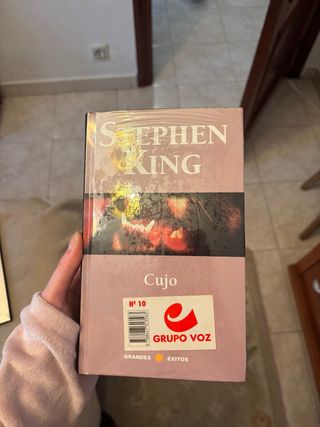 STEPHEN
KING
Cujo
Nº 10
GRUPO VOZ
GRANDES ÉXITOS